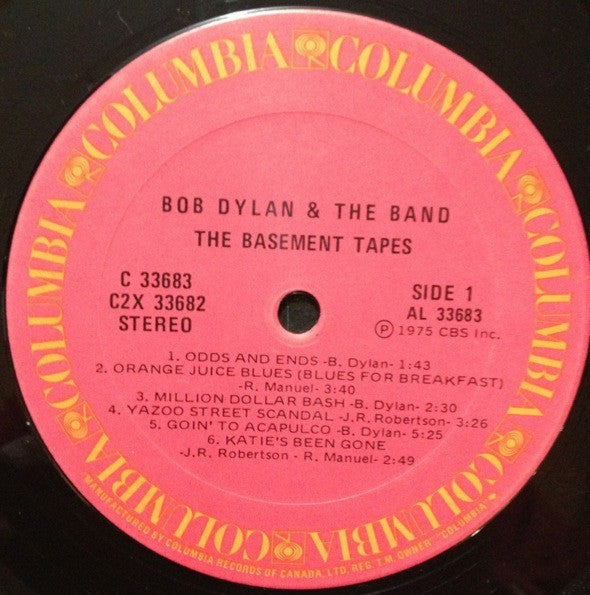 COLUMBIA COLUMBIA COLUMBIA COLUMBIA COLUMBIA COLUMBIA
BOB DYLAN & THE BAND
THE BASEMENT TAPES
C 33683
C2X 33682
STEREO
SIDE 1
AL 33683
Ⓟ 1975 CBS Inc.
1. ODDS AND ENDS -B. Dylan- 1:43
2. ORANGE JUICE BLUES (BLUES FOR BREAKFAST)
-R. Manuel- 3:40
3. MILLION DOLLAR BASH -B. Dylan- 2:30
4. YAZOO STREET SCANDAL -J.R. Robertson- 3:26
5. GOIN' TO ACAPULCO -B. Dylan- 5:25
6. KATIE'S BEEN GONE
-J.R. Robertson - R. Manuel- 2:49
MANUFACTURED BY COLUMBIA RECORDS OF CANADA, LTD. REG. T.M. OWNER "COLUMBIA"